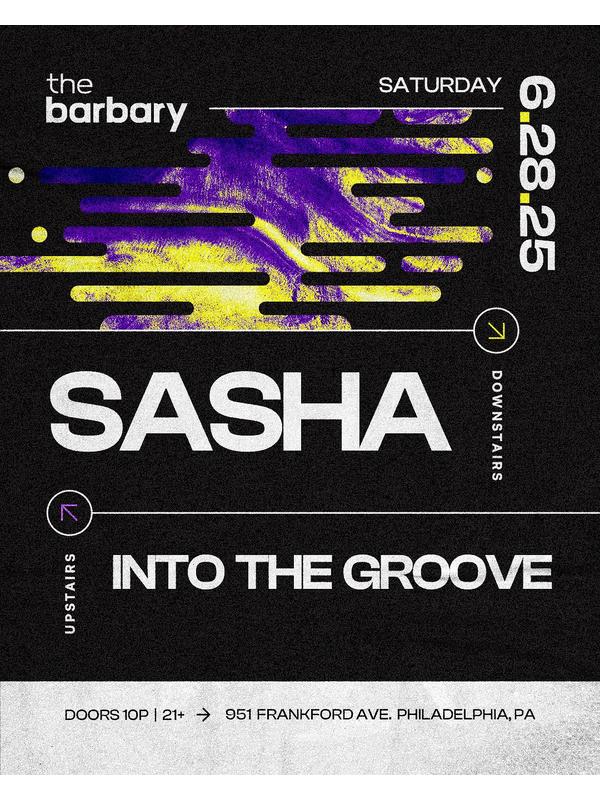 the
barbary
SATURDAY
6.28.25
DOWNSTAIRS
SASHA
UPSTAIRS
INTO THE GROOVE
DOORS 10P | 21+ → 951 FRANKFORD AVE. PHILADELPHIA, PA